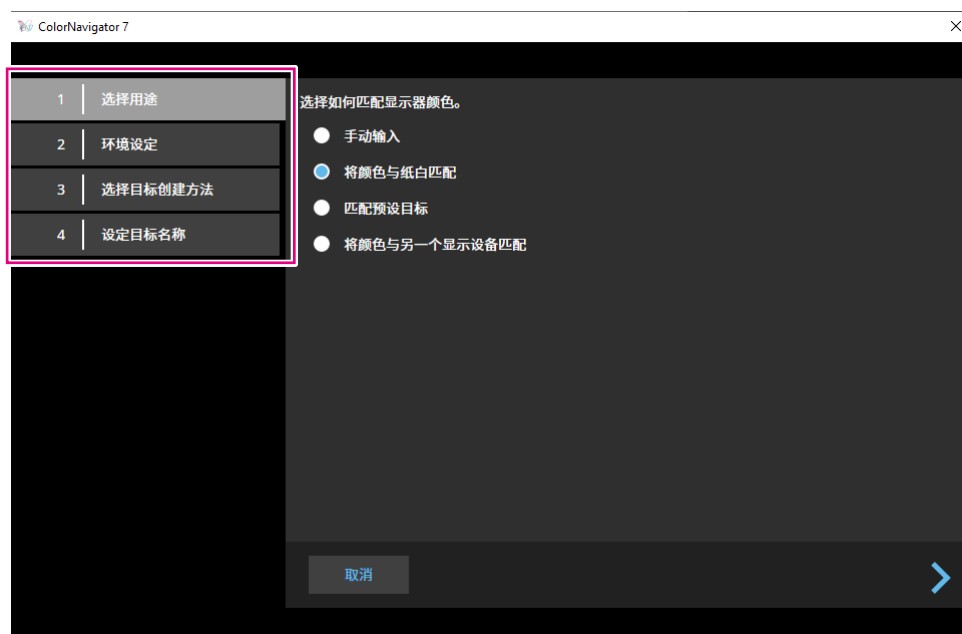 ColorNavigator 7
1 选择用途
2 环境设定
3 选择目标创建方法
4 设定目标名称
选择如何匹配显示器颜色。
手动输入
将颜色与纸白匹配
匹配预设目标
将颜色与另一个显示设备匹配
取消